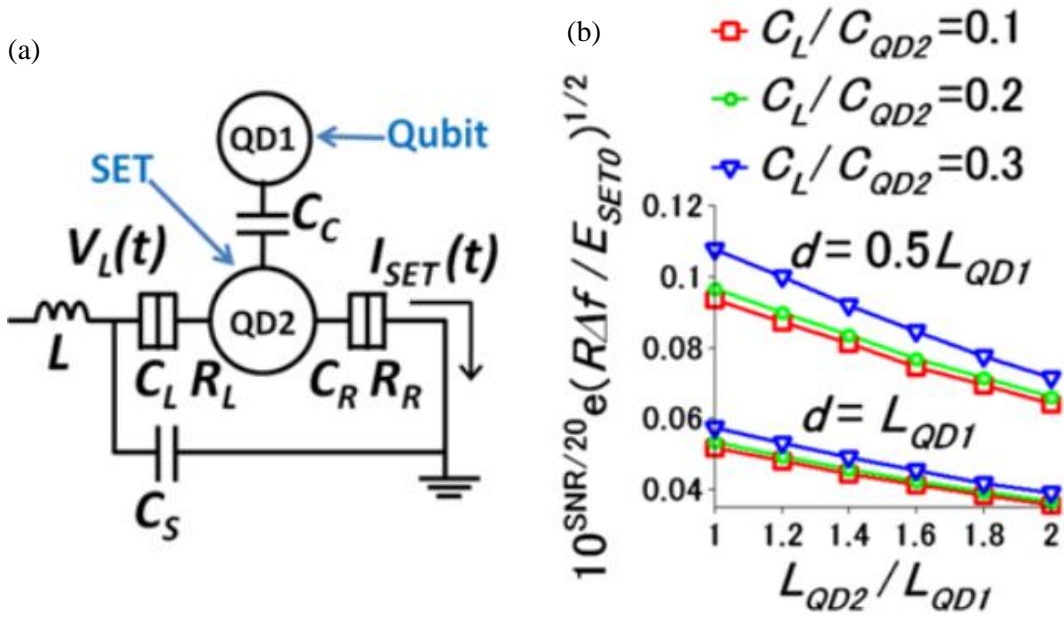 (a)
QD1
Qubit
SET
C_C
V_L(t)
I_SET(t)
QD2
L
C_L R_L
C_R R_R
C_S
(b)
C_L/C_QD2=0.1
C_L/C_QD2=0.2
C_L/C_QD2=0.3
10^SNR/20 e(RΔf/E_SET0)^1/2
0.12
0.1
0.08
0.06
0.04
d=0.5L_QD1
d=L_QD1
1 1.2 1.4 1.6 1.8 2
L_QD2/L_QD1